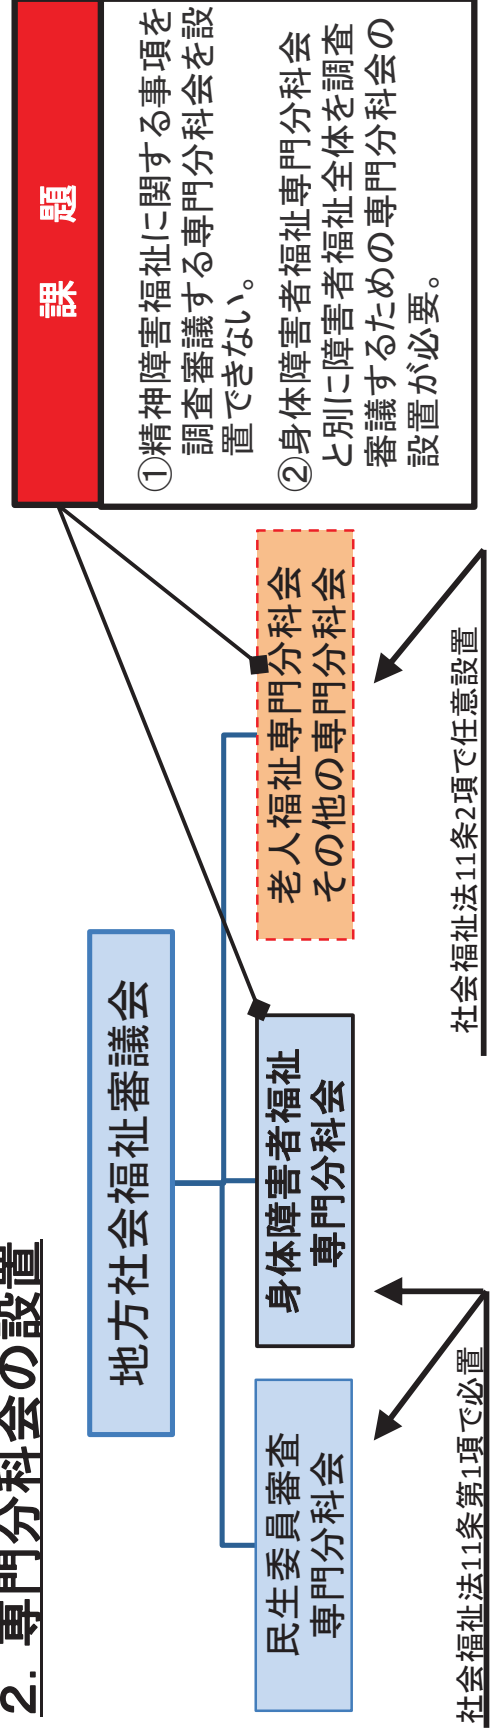 ２．専門分科会の設置
地方社会福祉審議会
民生委員審査
専門分科会
身体障害者福祉
専門分科会
老人福祉専門分科会
その他の専門分科会
社会福祉法11条第1項で必置
社会福祉法11条2項で任意設置
課　題
①精神障害福祉に関する事項を
調査審議する専門分科会を設
置できない。
②身体障害者福祉専門分科会
と別に障害者福祉全体を調査
審議するための専門分科会の
設置が必要。